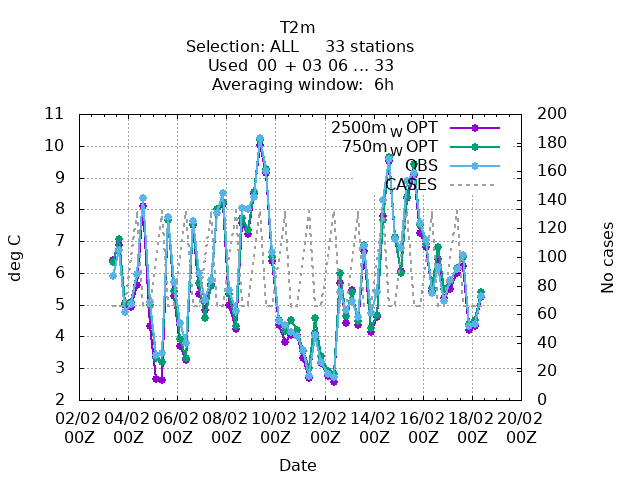 T2m
Selection: ALL 33 stations
Used 00 + 03 06 ... 33
Averaging window: 6h
2500m_W OPT
750m_W OPT
OBS
CASES
deg C
11
10
9
8
7
6
5
4
3
2
No cases
200
180
160
140
120
100
80
60
40
20
0
02/02 04/02 06/02 08/02 10/02 12/02 14/02 16/02 18/02 20/02
00Z 00Z 00Z 00Z 00Z 00Z 00Z 00Z 00Z 00Z
Date